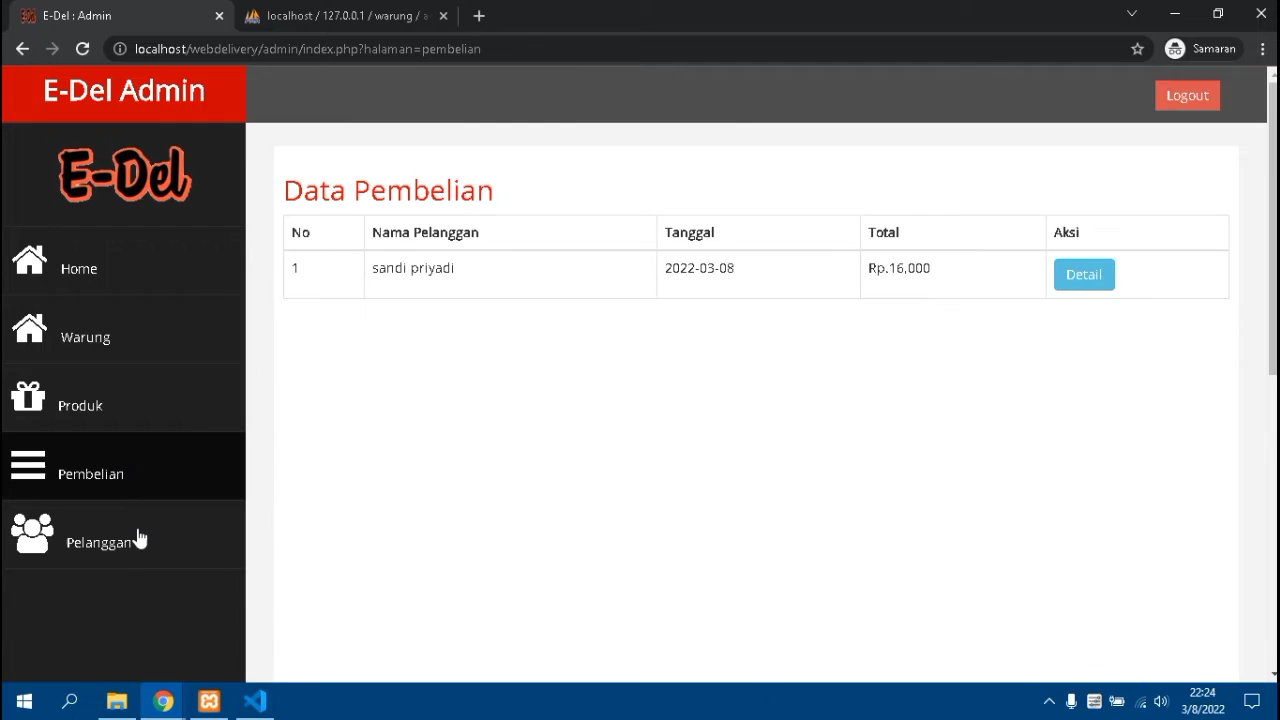 E-Del : Admin
localhost / 127.0.0.1 / warung /
localhost/webdelivery/admin/index.php?halaman=pembelian
Samaran
E-Del Admin
Logout
E-Del
Home
Warung
Produk
Pembelian
Pelanggan
Data Pembelian
No Nama Pelanggan Tanggal Total Aksi
1 sandi priyadi 2022-03-08 Rp.16,000 Detail
22:24
3/8/2022